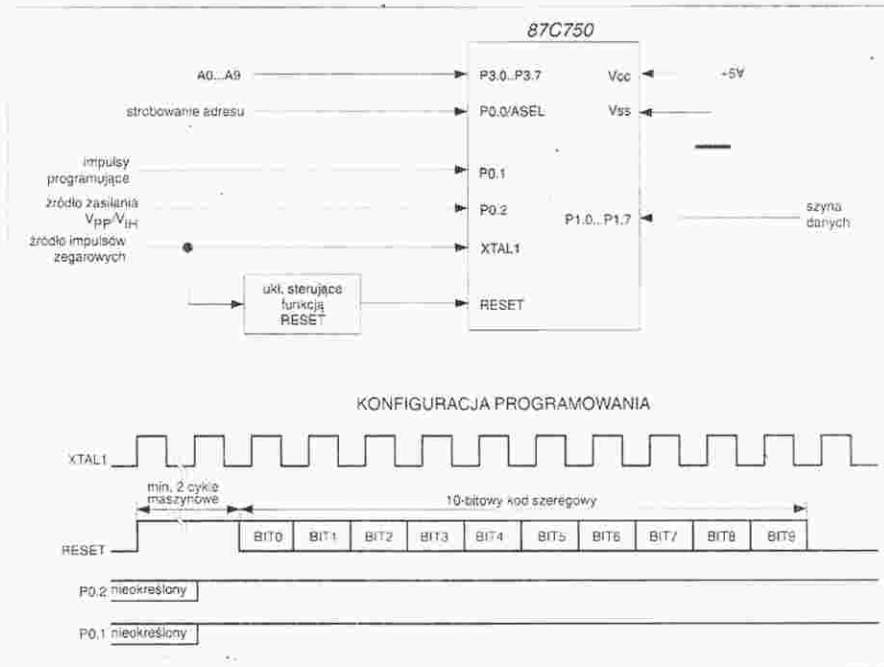 87C750
A0...A9
P3.0..P3.7
Vcc
+5V
strobowanie adresu
P0.0/ASEL
Vss
impulsy
programujące
P0.1
źródło zasilania
VPP/VIH
P0.2
P1.0...P1.7
szyna
danych
źródło impulsów
zegarowych
XTAL1
ukł. sterujące
funkcją
RESET
RESET
KONFIGURACJA PROGRAMOWANIA
XTAL1
min. 2 cykle
maszynowe
10-bitowy kod szeregowy
RESET
BIT0 BIT1 BIT2 BIT3 BIT4 BIT5 BIT6 BIT7 BIT8 BIT9
P0.2 nieokreślony
P0.1 nieokreślony